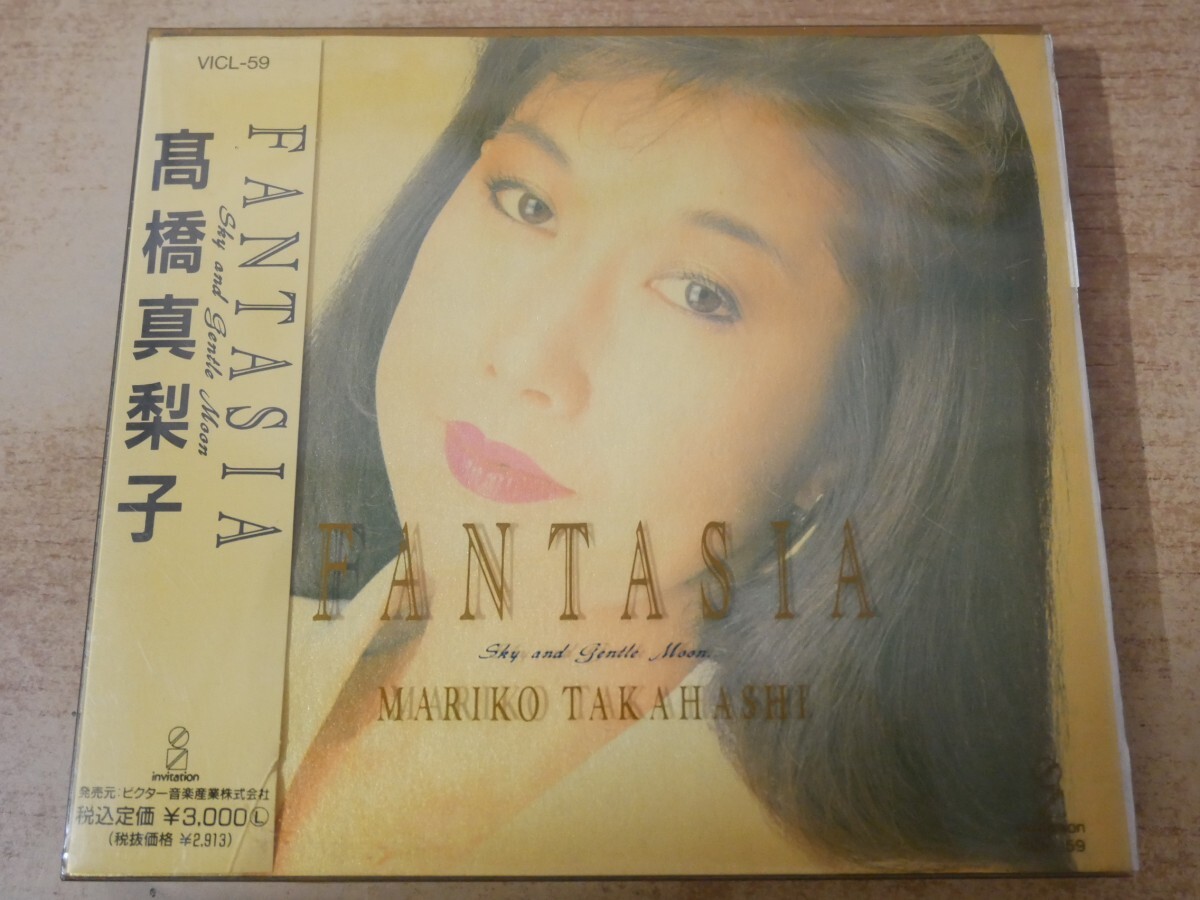 VICL-59
FANTASIA
Sky and Gentle Moon
髙橋真梨子
invitation
発売元:ビクター音楽産業株式会社
税込定価 ¥3,000Ⓛ
(税抜価格 ¥2,913)
FANTASIA
Sky and Gentle Moon
MARIKO TAKAHASHI